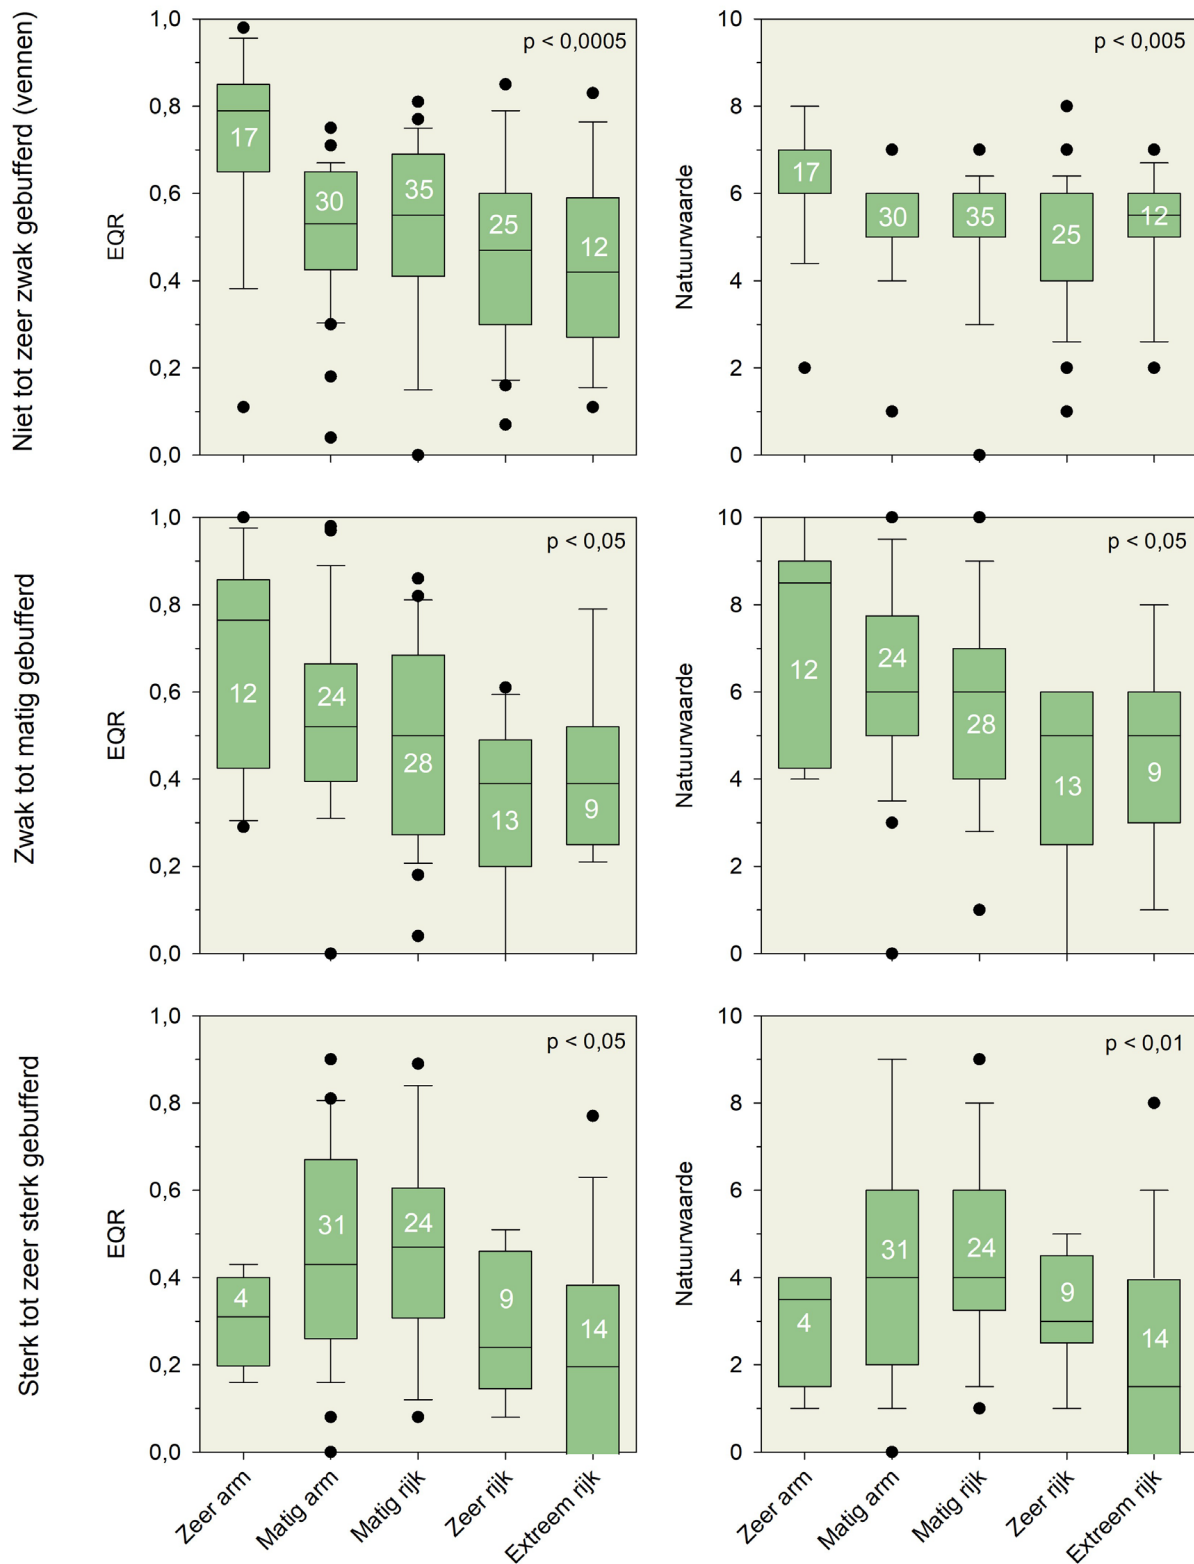 Niet tot zeer zwak gebufferd (vennen)
EQR
1,0
0,8
0,6
0,4
0,2
0,0
p < 0,0005
17
30
35
25
12
Natuurwaarde
10
8
6
4
2
0
p < 0,005
17
30
35
25
12
Zwak tot matig gebufferd
EQR
1,0
0,8
0,6
0,4
0,2
0,0
p < 0,05
12
24
28
13
9
Natuurwaarde
10
8
6
4
2
0
p < 0,05
12
24
28
13
9
Sterk tot zeer sterk gebufferd
EQR
1,0
0,8
0,6
0,4
0,2
0,0
p < 0,05
4
31
24
9
14
Zeer arm
Matig arm
Matig rijk
Zeer rijk
Extreem rijk
Natuurwaarde
10
8
6
4
2
0
p < 0,01
4
31
24
9
14
Zeer arm
Matig arm
Matig rijk
Zeer rijk
Extreem rijk